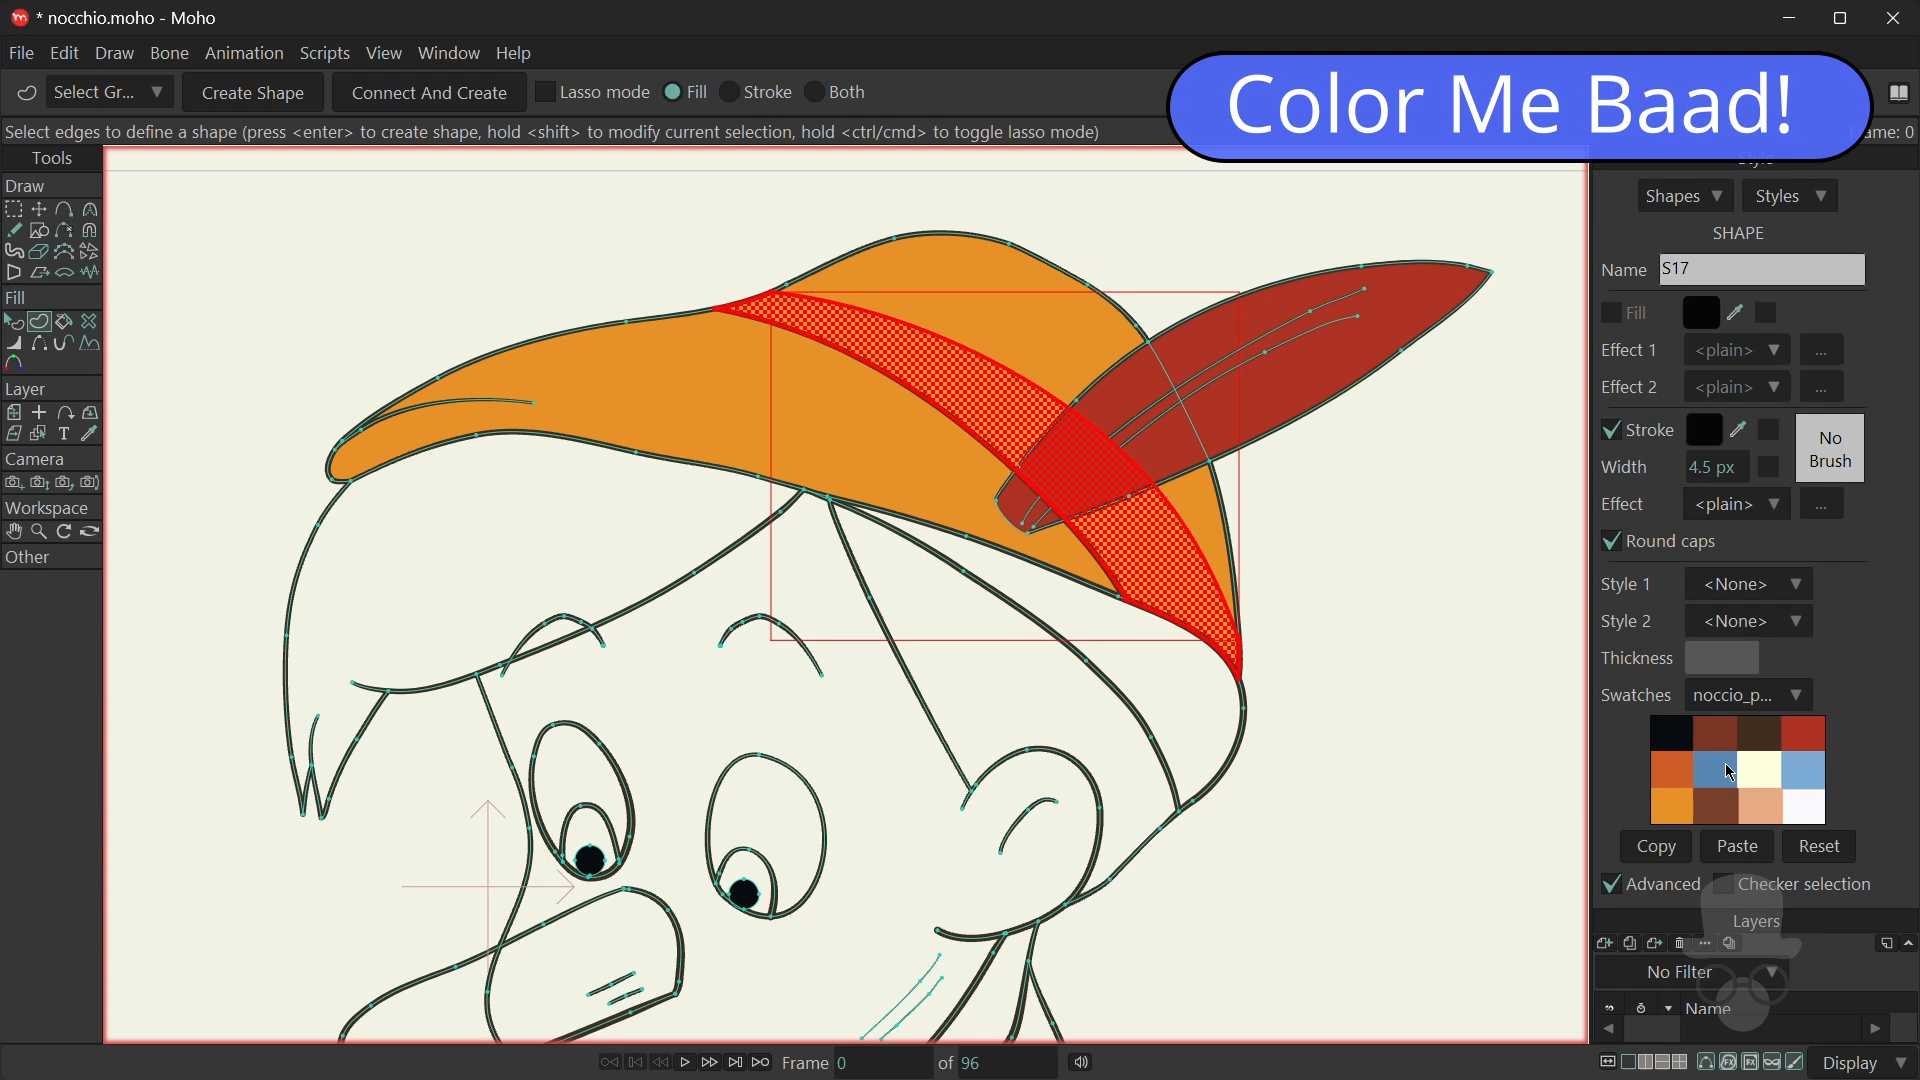 * nocchio.moho - Moho
File Edit Draw Bone Animation Scripts View Window Help
Color Me Baad!
Select Gr... Create Shape Connect And Create Lasso mode Fill Stroke Both
Select edges to define a shape (press <enter> to create shape, hold <shift> to modify current selection, hold <ctrl/cmd> to toggle lasso mode)
ame: 0
Tools
Style
Draw
Shapes Styles
SHAPE
Name S17
Fill
Fill
Effect 1 <plain> ...
Effect 2 <plain> ...
Layer
Stroke No Brush
Width 4.5 px
Camera
Effect <plain> ...
Workspace
Round caps
Other
Style 1 <None>
Style 2 <None>
Thickness
Swatches noccio_p...
Copy Paste Reset
Advanced Checker selection
Layers
No Filter
Name
Frame 0 of 96
Display